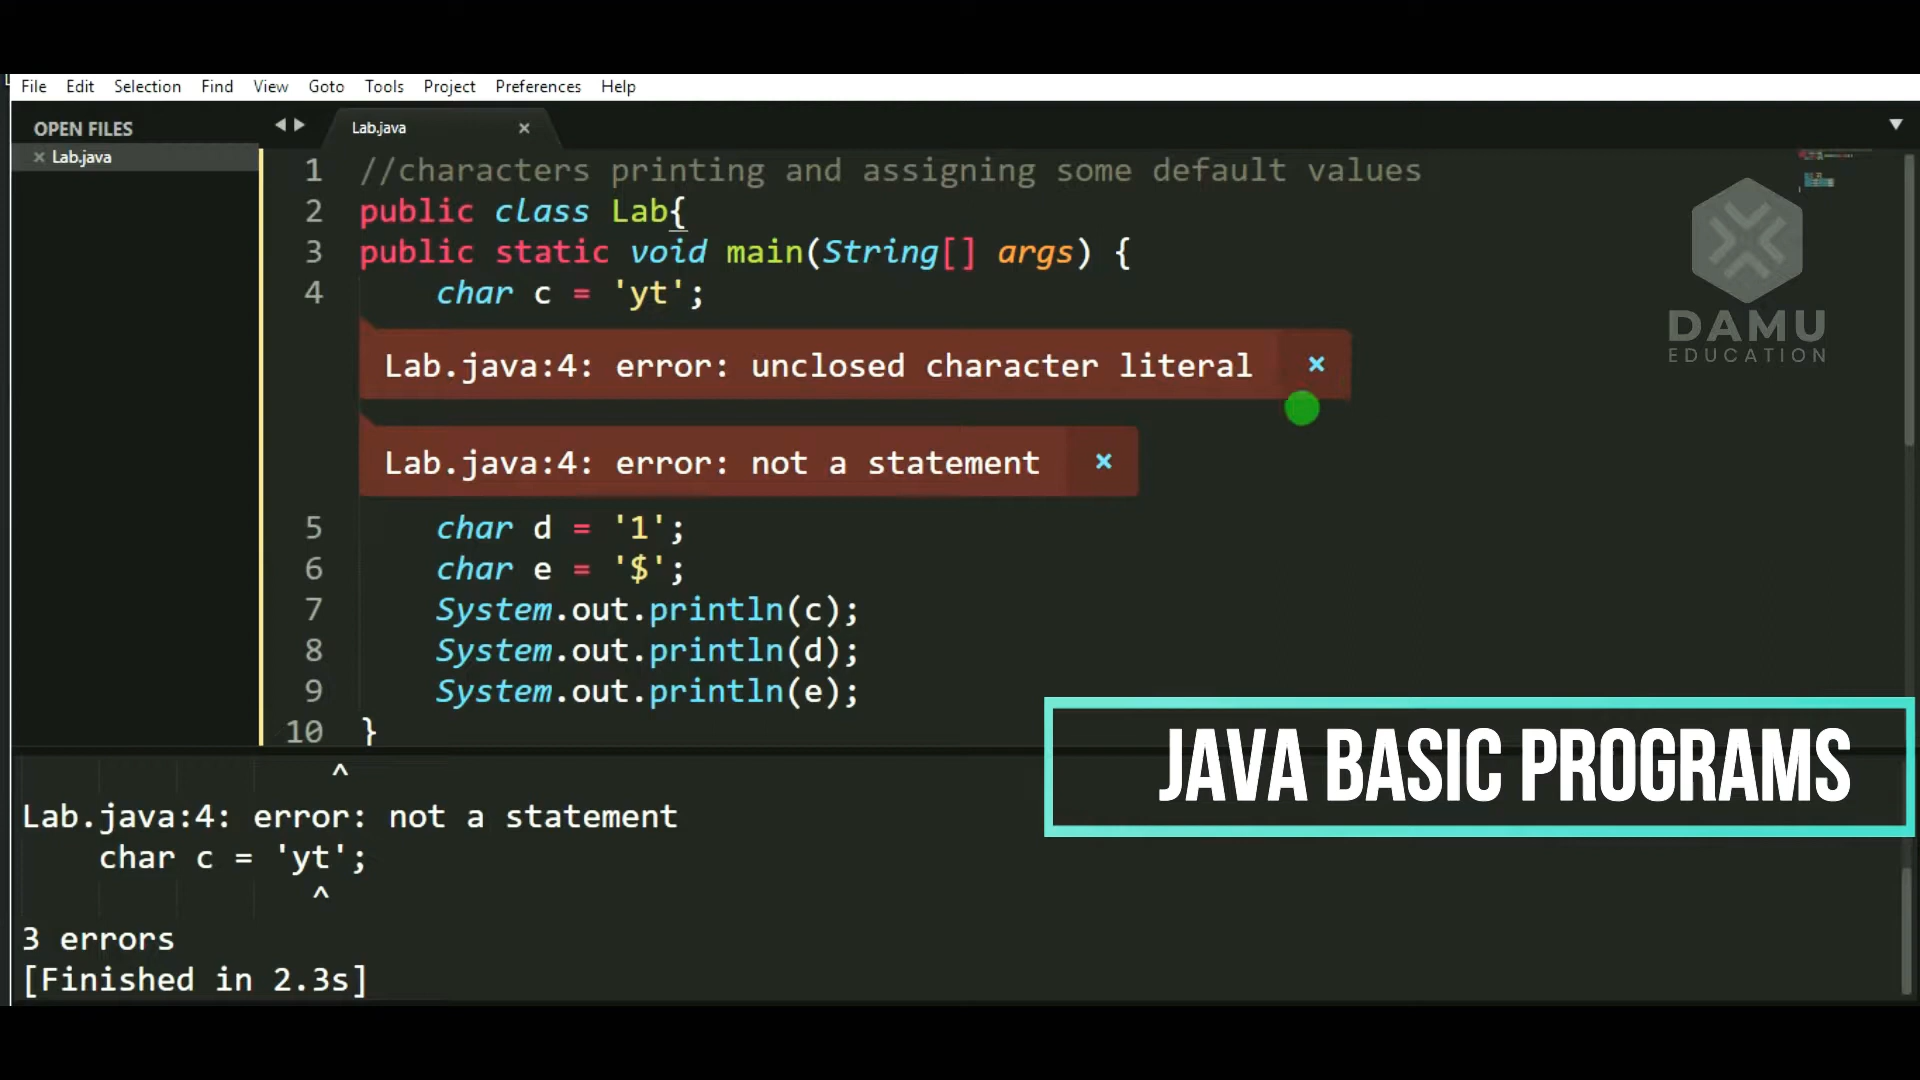 File Edit Selection Find View Goto Tools Project Preferences Help
OPEN FILES
Lab.java
Lab.java
1 //characters printing and assigning some default values
2 public class Lab{
3 public static void main(String[] args) {
4 char c = 'yt';
Lab.java:4: error: unclosed character literal ×
Lab.java:4: error: not a statement ×
5 char d = '1';
6 char e = '$';
7 System.out.println(c);
8 System.out.println(d);
9 System.out.println(e);
10 }
DAMU
EDUCATION
JAVA BASIC PROGRAMS
^
Lab.java:4: error: not a statement
char c = 'yt';
^
3 errors
[Finished in 2.3s]